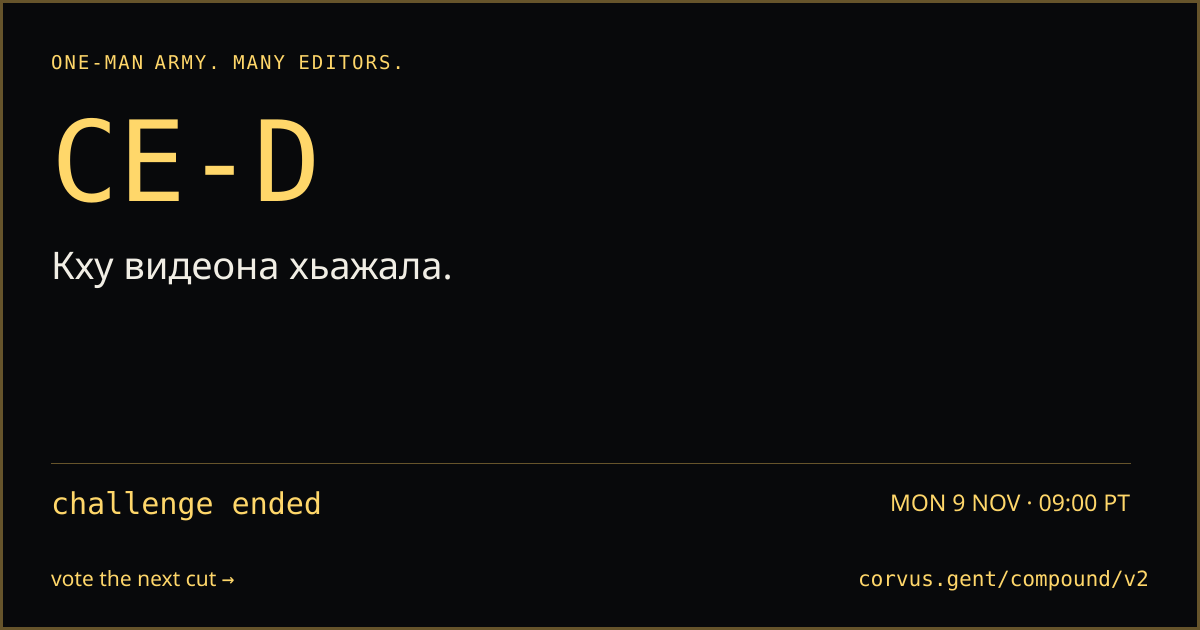 ONE-MAN ARMY. MANY EDITORS.
CE-D
Кху видеона хьажала.
challenge ended
MON 9 NOV · 09:00 PT
vote the next cut →
corvus.gent/compound/v2